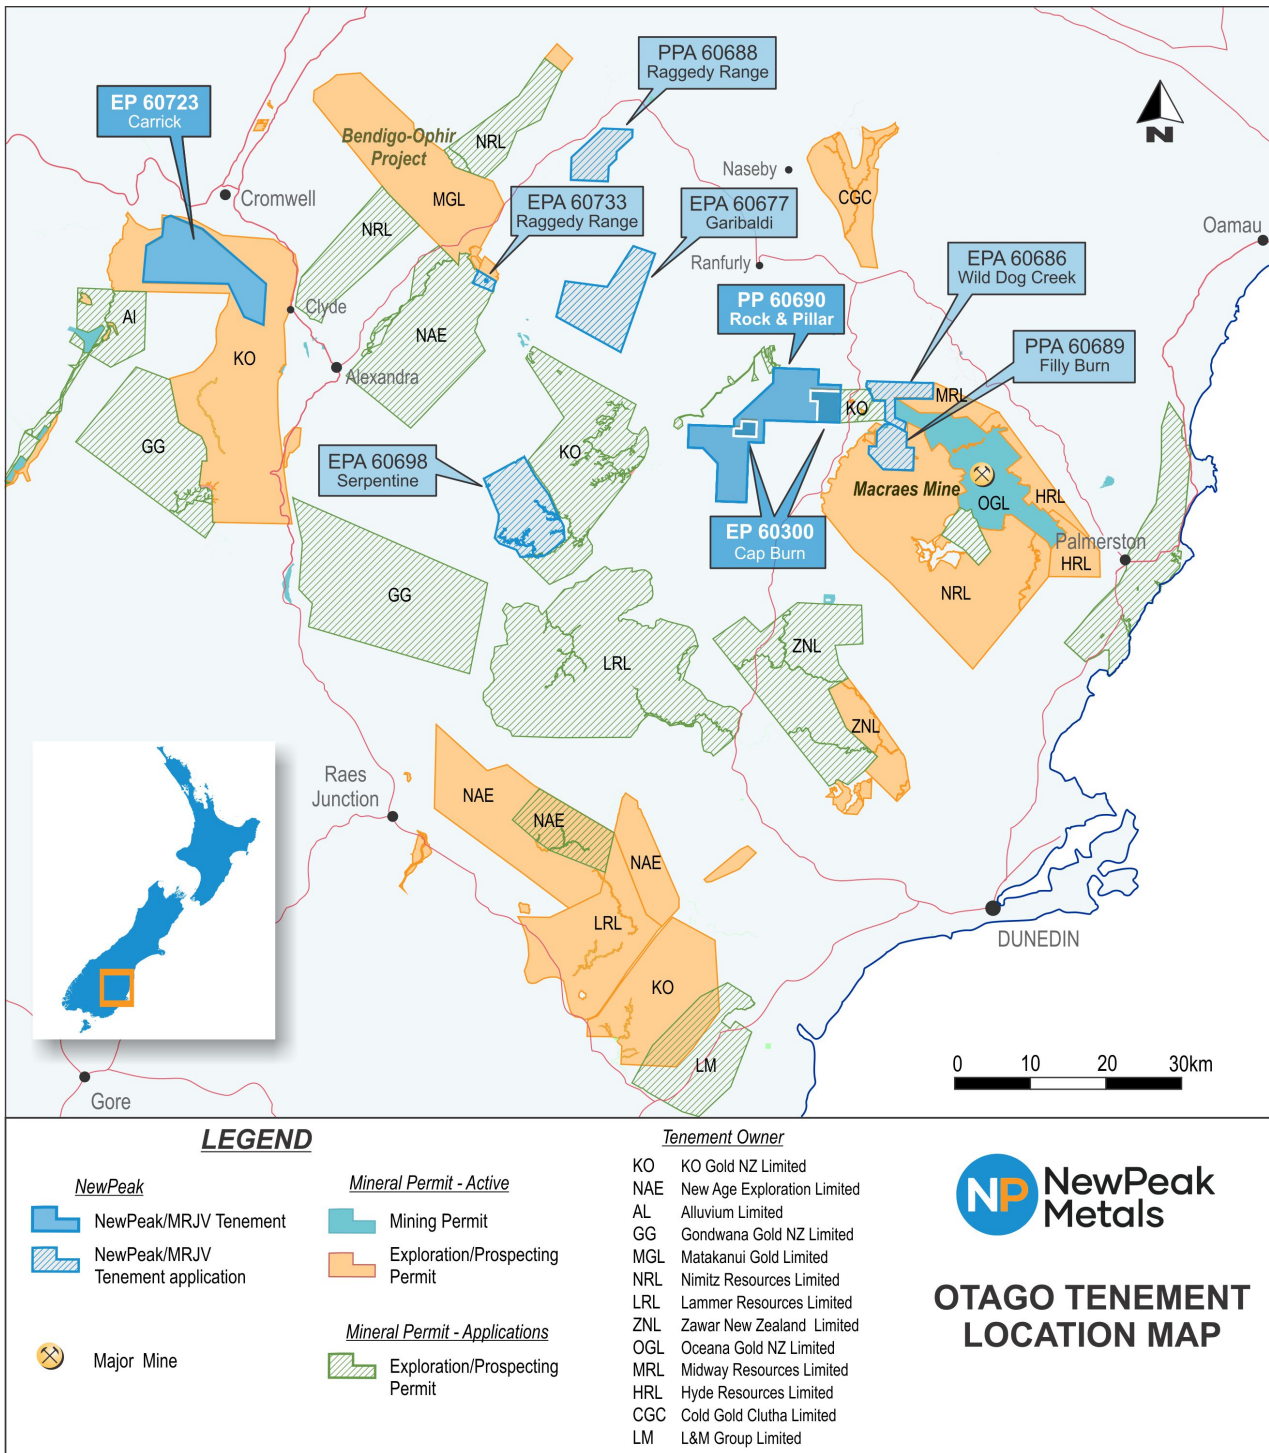 PPA 60688
Raggedy Range
EP 60723
Carrick
Bendigo-Ophir
Project
NRL
N
Naseby
Cromwell
MGL
CGC
EPA 60733
Raggedy Range
EPA 60677
Garibaldi
NRL
Oamau
EPA 60686
Wild Dog Creek
Ranfurly
PP 60690
Rock & Pillar
Clyde
AI
NAE
PPA 60689
Filly Burn
KO
Alexandra
MRL
KO
GG
KO
EPA 60698
Serpentine
Macraes Mine
HRL
OGL
EP 60300
Cap Burn
Palmerston
HRL
GG
NRL
ZNL
LRL
ZNL
Raes
Junction
NAE
NAE
NAE
LRL
DUNEDIN
KO
LM
0 10 20 30km
Gore
LEGEND
NewPeak
NewPeak/MRJV Tenement
NewPeak/MRJV
Tenement application
Major Mine
Mineral Permit - Active
Mining Permit
Exploration/Prospecting
Permit
Mineral Permit - Applications
Exploration/Prospecting
Permit
Tenement Owner
KO KO Gold NZ Limited
NAE New Age Exploration Limited
AL Alluvium Limited
GG Gondwana Gold NZ Limited
MGL Matakanui Gold Limited
NRL Nimitz Resources Limited
LRL Lammer Resources Limited
ZNL Zawar New Zealand Limited
OGL Oceana Gold NZ Limited
MRL Midway Resources Limited
HRL Hyde Resources Limited
CGC Cold Gold Clutha Limited
LM L&M Group Limited
NP NewPeak
Metals
OTAGO TENEMENT
LOCATION MAP